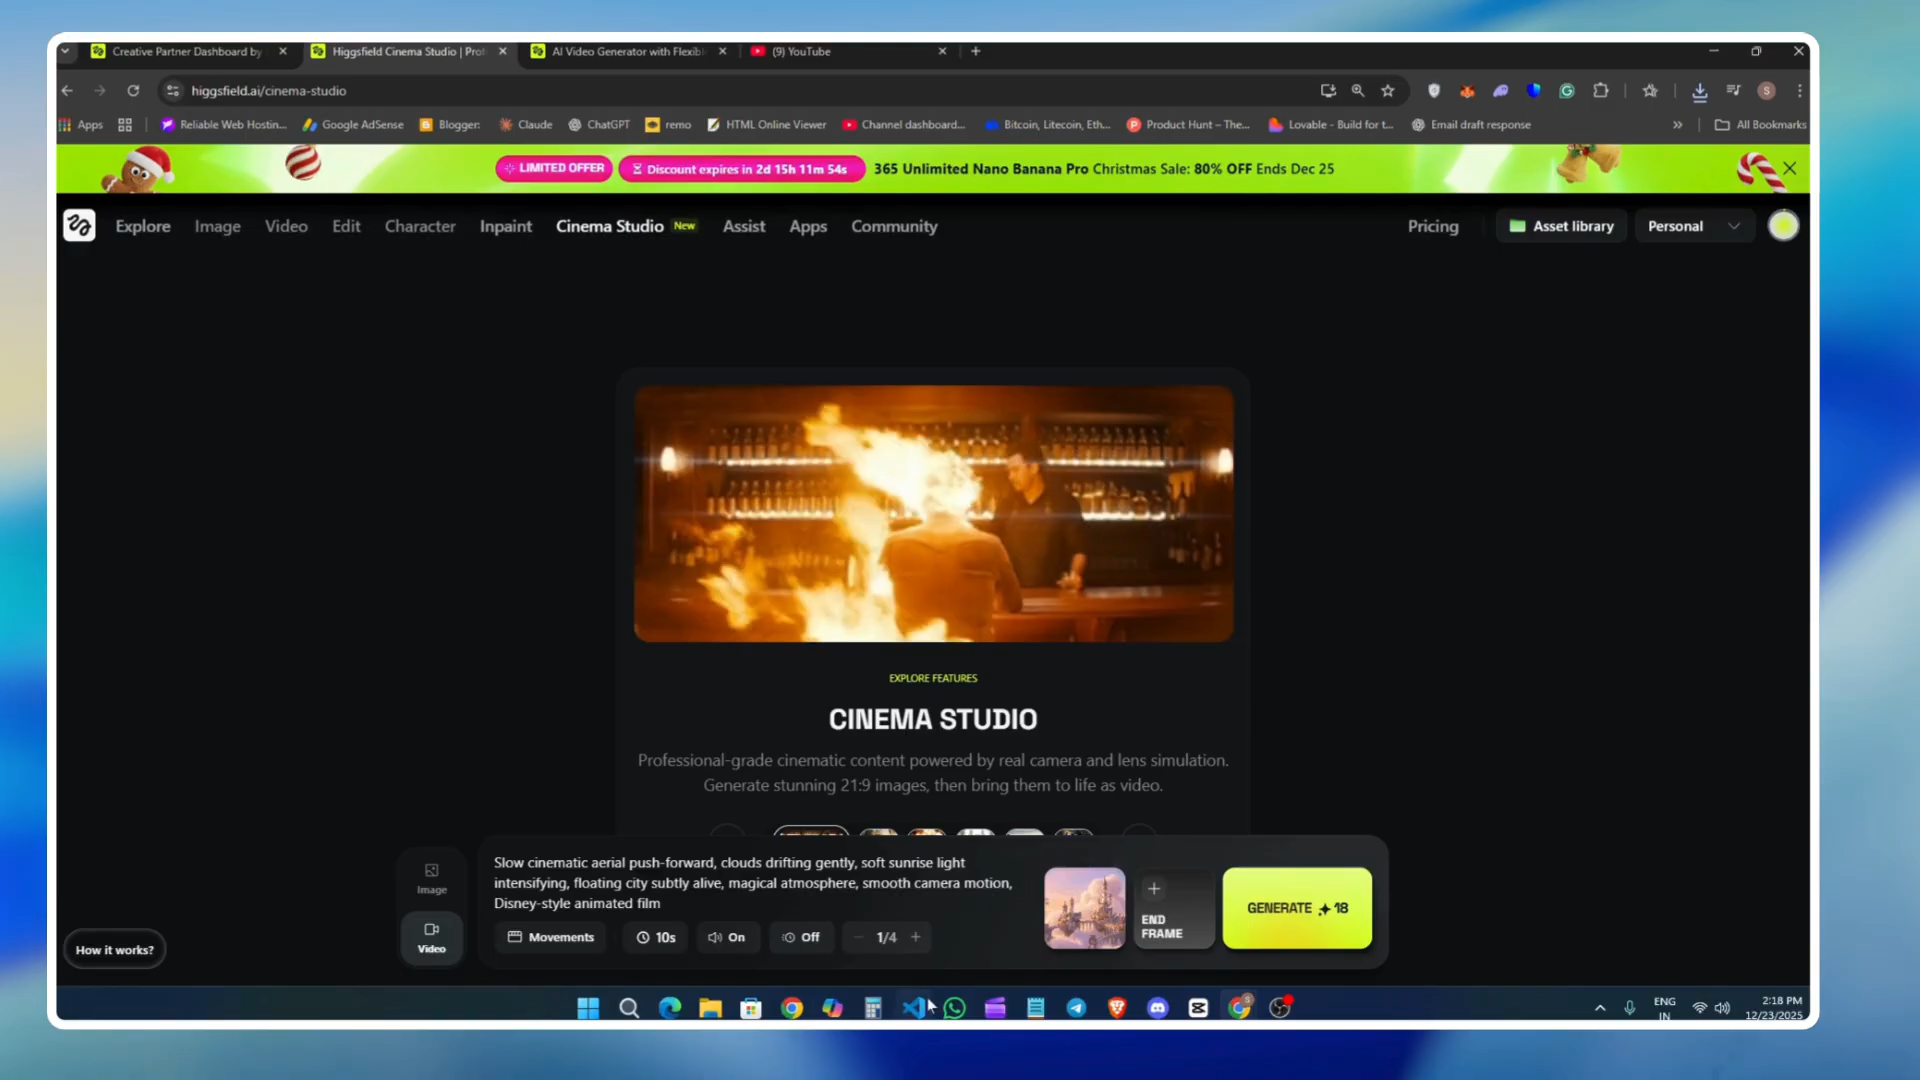 Creative Partner Dashboard by
Higgsfield Cinema Studio | Prof
AI Video Generator with Flexib
(9) YouTube
higgsfield.ai/cinema-studio
Apps
Reliable Web Hostin...
Google AdSense
Blogger:
Claude
ChatGPT
remo
HTML Online Viewer
Channel dashboard...
Bitcoin, Litecoin, Eth...
Product Hunt – The...
Lovable - Build for t...
Email draft response
»
All Bookmarks
LIMITED OFFER
Discount expires in 2d 15h 11m 54s
365 Unlimited Nano Banana Pro Christmas Sale: 80% OFF Ends Dec 25
Explore
Image
Video
Edit
Character
Inpaint
Cinema Studio New
Assist
Apps
Community
Pricing
Asset library
Personal
EXPLORE FEATURES
CINEMA STUDIO
Professional-grade cinematic content powered by real camera and lens simulation.
Generate stunning 21:9 images, then bring them to life as video.
Image
Video
Slow cinematic aerial push-forward, clouds drifting gently, soft sunrise light
intensifying, floating city subtly alive, magical atmosphere, smooth camera motion,
Disney-style animated film
Movements
10s
On
Off
1/4
END
FRAME
GENERATE 18
How it works?
ENG
IN
2:18 PM
12/23/2025